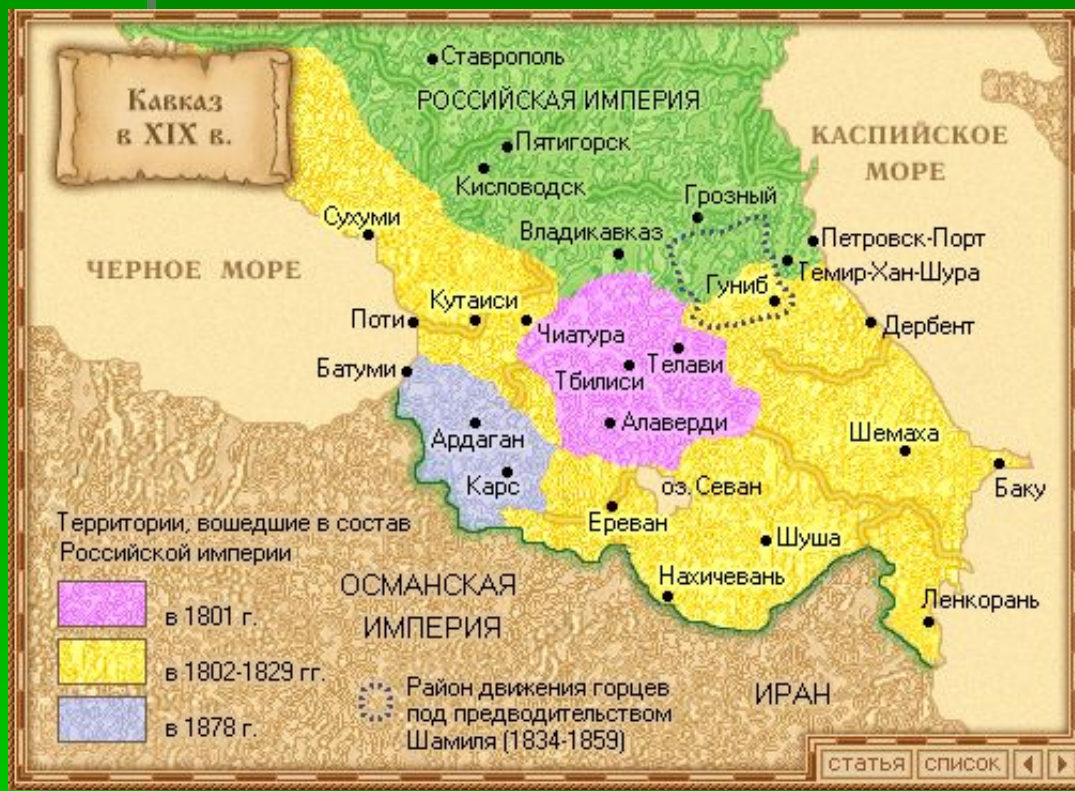 Кавказ
в XIX в.
Ставрополь
РОССИЙСКАЯ ИМПЕРИЯ
Пятигорск
Кисловодск
КАСПИЙСКОЕ
МОРЕ
Грозный
Сухуми
Владикавказ
Петровск-Порт
Темир-Хан-Шура
ЧЕРНОЕ МОРЕ
Гуниб
Кутаиси
Поти
Чиатура
Дербент
Батуми
Телави
Тбилиси
Ардаган
Алаверди
Шемаха
Карс
оз. Севан
Баку
Ереван
Шуша
Нахичевань
Ленкорань
Территории, вошедшие в состав
Российской империи
в 1801 г.
в 1802-1829 гг.
в 1878 г.
ОСМАНСКАЯ
ИМПЕРИЯ
ИРАН
Район движения горцев
под предводительством
Шамиля (1834-1859)
статья список